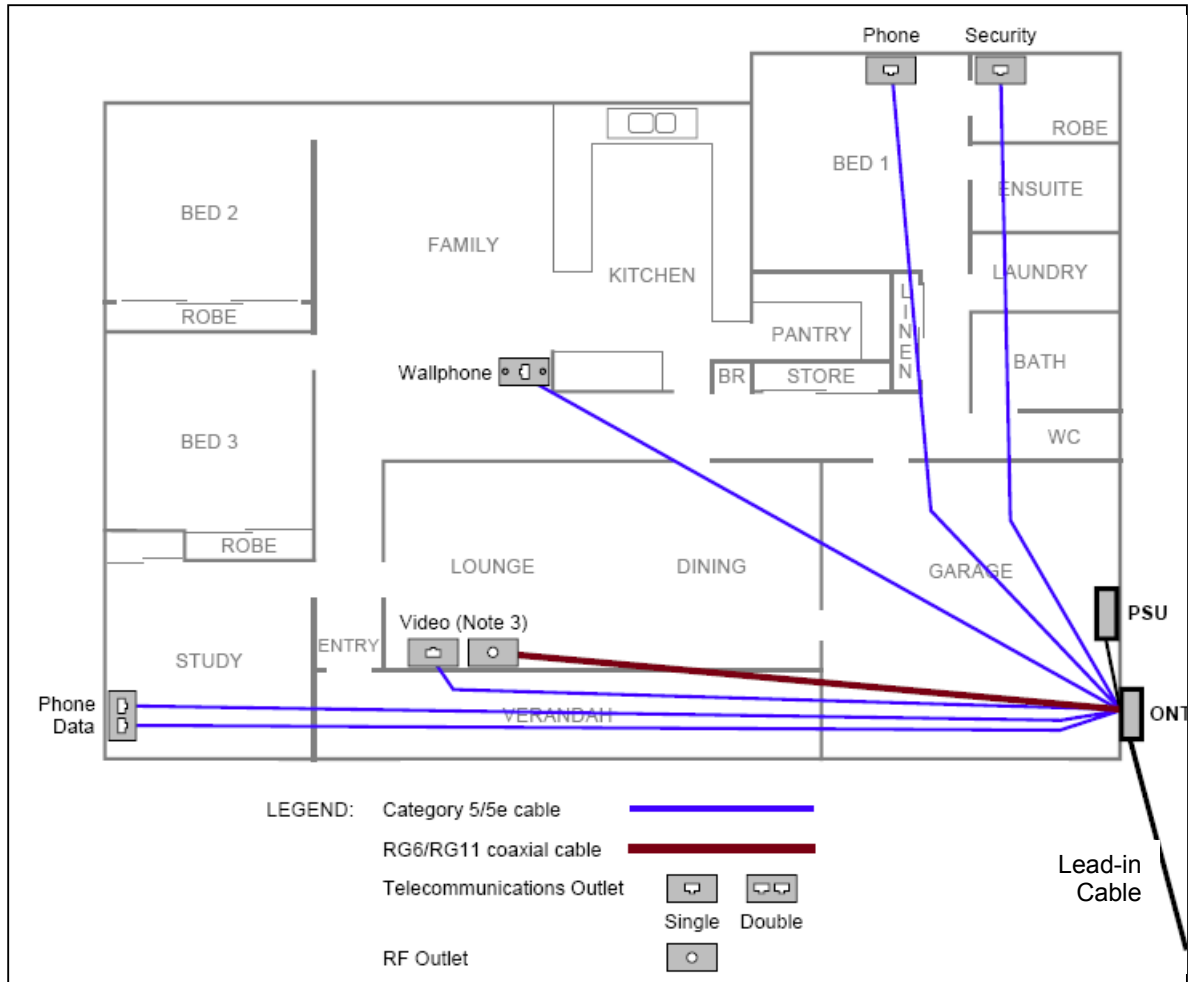 Phone
Security
ROBE
BED 1
ENSUITE
BED 2
FAMILY
KITCHEN
LAUNDRY
LINEN
ROBE
PANTRY
BATH
Wallphone
BR
STORE
WC
BED 3
ROBE
LOUNGE
DINING
GARAGE
PSU
Video (Note 3)
ENTRY
STUDY
Phone
Data
VERANDAH
ONT
LEGEND:
Category 5/5e cable
RG6/RG11 coaxial cable
Telecommunications Outlet
Single
Double
RF Outlet
Lead-in
Cable